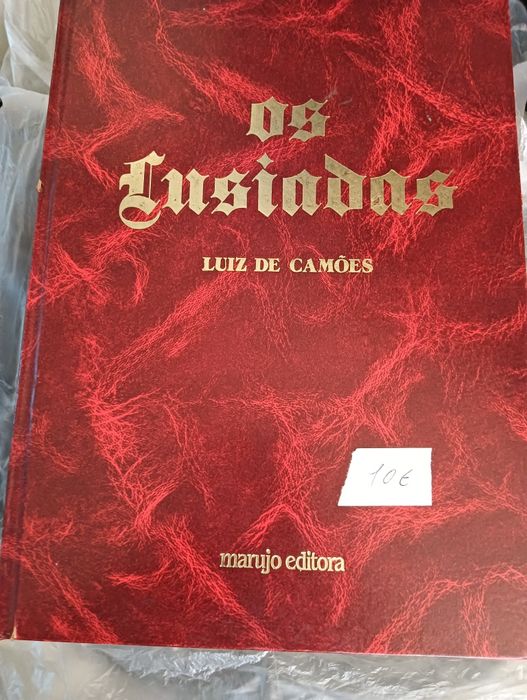 os
Lusiadas
LUIZ DE CAMÕES
10€
marujo editora